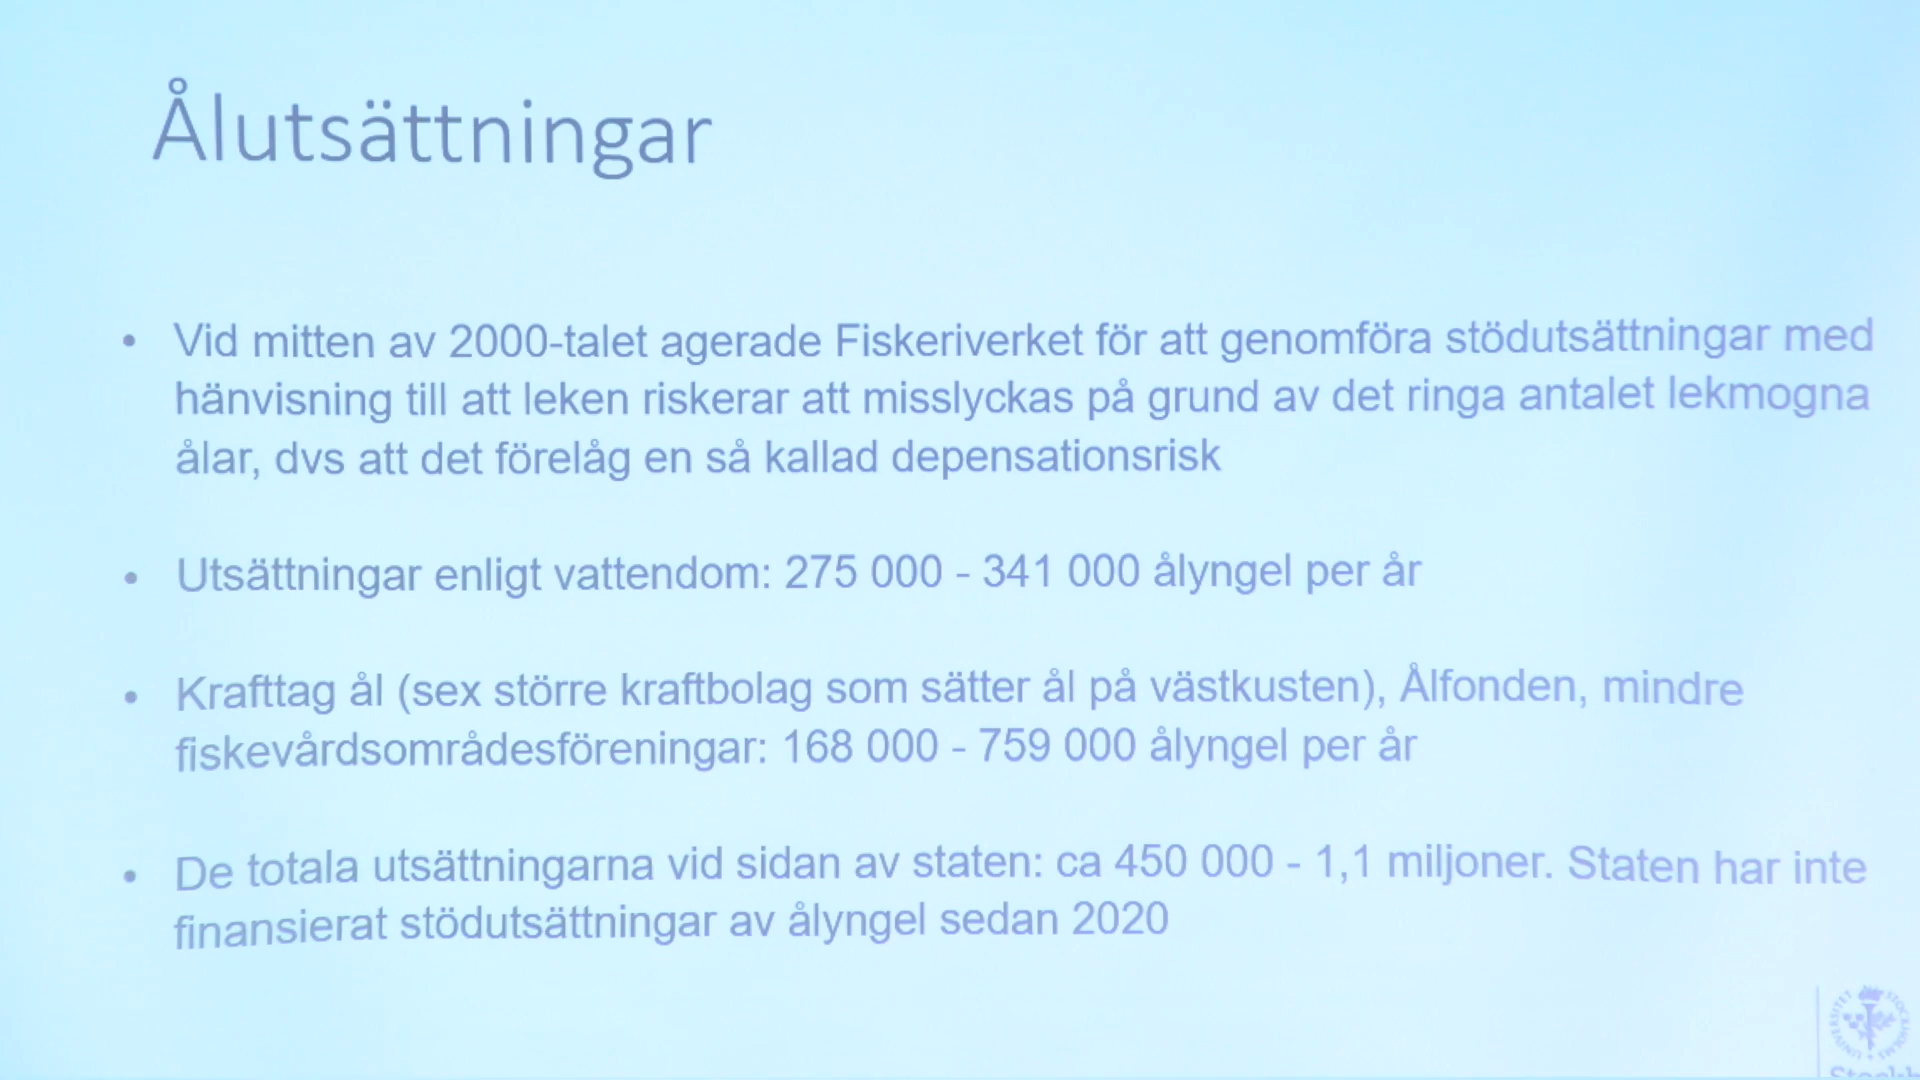 Ålutsättningar
• Vid mitten av 2000-talet agerade Fiskeriverket för att genomföra stödutsättningar med
hänvisning till att leken riskerar att misslyckas på grund av det ringa antalet lekmogna
ålar, dvs att det förelåg en så kallad depensationsrisk
• Utsättningar enligt vattendom: 275 000 - 341 000 ålyngel per år
• Krafttag ål (sex större kraftbolag som sätter ål på västkusten), Ålfonden, mindre
fiskevårdsområdesföreningar: 168 000 - 759 000 ålyngel per år
• De totala utsättningarna vid sidan av staten: ca 450 000 - 1,1 miljoner. Staten har inte
finansierat stödutsättningar av ålyngel sedan 2020
STOCKHOLMS UNIVERSITET